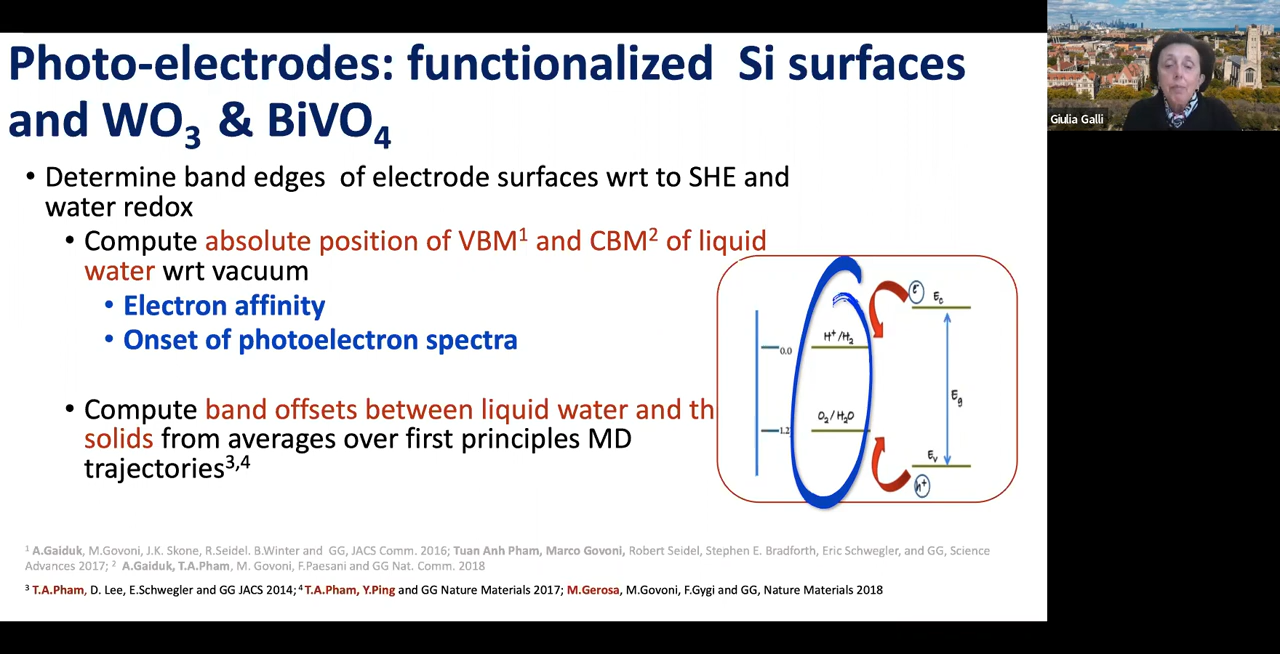 Photo-electrodes: functionalized Si surfaces
and WO₃ & BiVO₄
• Determine band edges of electrode surfaces wrt to SHE and
water redox
• Compute absolute position of VBM¹ and CBM² of liquid
water wrt vacuum
• Electron affinity
• Onset of photoelectron spectra
• Compute band offsets between liquid water and th
solids from averages over first principles MD
trajectories³,⁴
e⁻
E_c
H⁺/H₂
0.0
E_g
O₂/H₂O
1.2
E_v
h⁺
¹ A.Gaiduk, M.Govoni, J.K. Skone, R.Seidel. B.Winter and GG, JACS Comm. 2016; Tuan Anh Pham, Marco Govoni, Robert Seidel, Stephen E. Bradforth, Eric Schwegler, and GG, Science
Advances 2017; ² A.Gaiduk, T.A.Pham, M. Govoni, F.Paesani and GG Nat. Comm. 2018
³ T.A.Pham, D. Lee, E.Schwegler and GG JACS 2014; ⁴ T.A.Pham, Y.Ping and GG Nature Materials 2017; M.Gerosa, M.Govoni, F.Gygi and GG, Nature Materials 2018
Giulia Galli